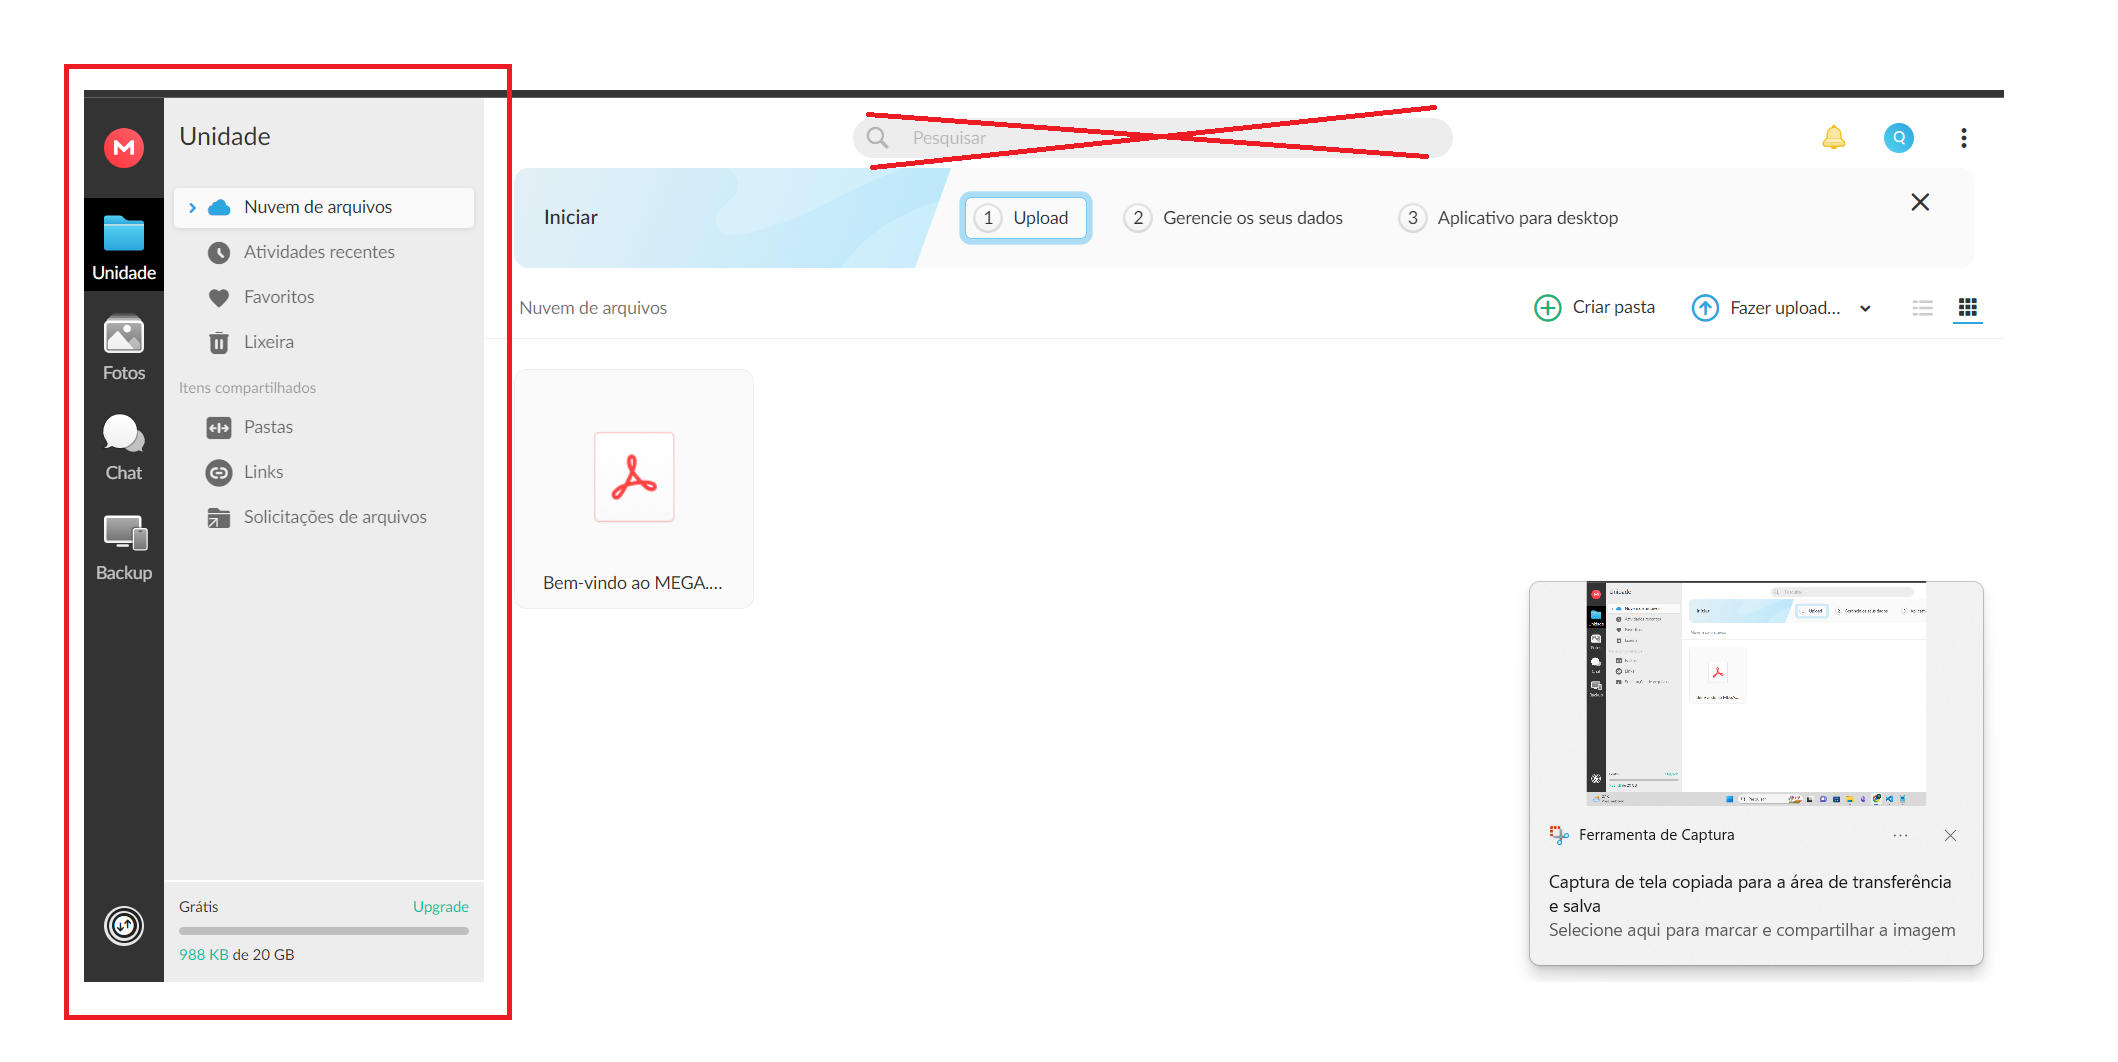 Unidade
Nuvem de arquivos
Atividades recentes
Favoritos
Lixeira
Itens compartilhados
Pastas
Links
Solicitações de arquivos
Unidade
Fotos
Chat
Backup
Grátis
Upgrade
988 KB de 20 GB
Pesquisar
Q
Iniciar
1 Upload
2 Gerencie os seus dados
3 Aplicativo para desktop
Nuvem de arquivos
Criar pasta
Fazer upload...
Bem-vindo ao MEGA....
Ferramenta de Captura
Captura de tela copiada para a área de transferência
e salva
Selecione aqui para marcar e compartilhar a imagem